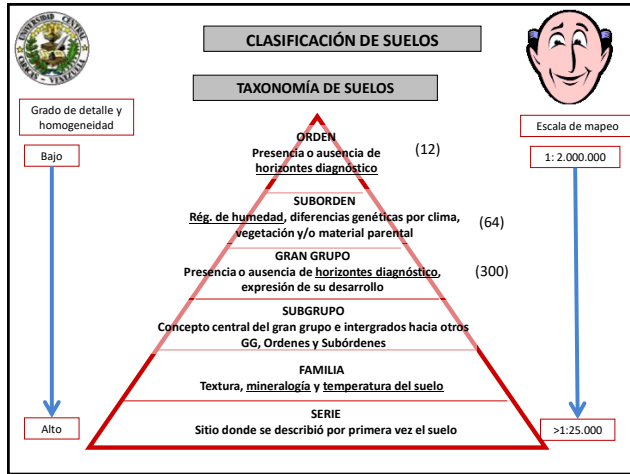 UNIVERSIDAD CENTRAL
CARACAS - VENEZUELA
CLASIFICACIÓN DE SUELOS
TAXONOMÍA DE SUELOS
Grado de detalle y
homogeneidad
Bajo
Alto
Escala de mapeo
1: 2.000.000
>1:25.000
ORDEN
Presencia o ausencia de
horizontes diagnóstico
(12)
SUBORDEN
Rég. de humedad, diferencias genéticas por clima,
vegetación y/o material parental
(64)
GRAN GRUPO
Presencia o ausencia de horizontes diagnóstico,
expresión de su desarrollo
(300)
SUBGRUPO
Concepto central del gran grupo e intergrados hacia otros
GG, Ordenes y Subórdenes
FAMILIA
Textura, mineralogía y temperatura del suelo
SERIE
Sitio donde se describió por primera vez el suelo